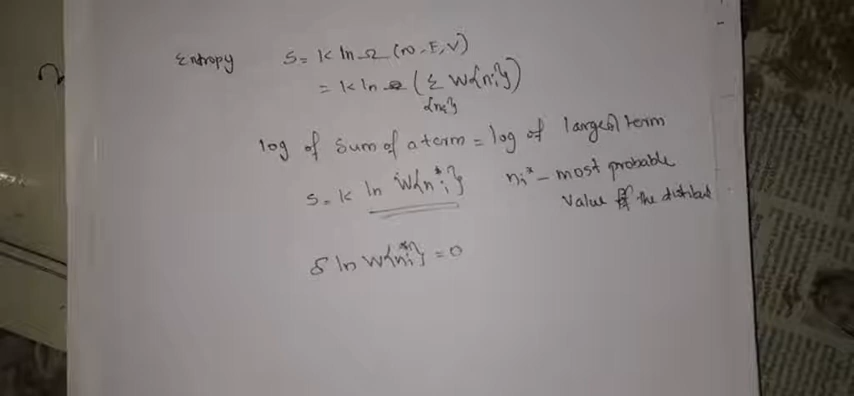 Entropy S = K ln Ω (N, E, V)
= K ln (Σ W{ni})
{ni}
log of sum of a term = log of largest term
S = K ln W{ni*} ni* - most probable
value of the distribut
δ ln W{ni*} = 0